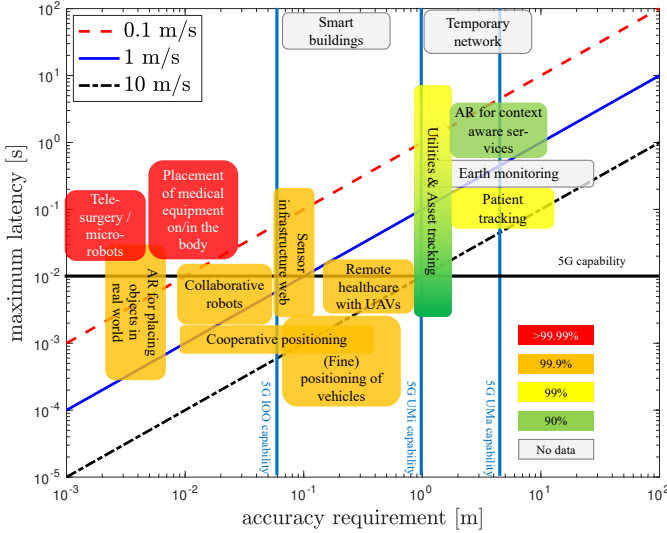 10^2
10^1
10^0
10^-1
10^-2
10^-3
10^-4
10^-5
maximum latency [s]
0.1 m/s
1 m/s
10 m/s
Smart
buildings
Temporary
network
AR for context
aware ser-
vices
Utilities & Asset tracking
Earth monitoring
Patient
tracking
Placement
of medical
equipment
on/in the
body
Tele-
surgery /
micro-
robots
AR for placing
objects in
real world
Collaborative
robots
Sensor
infrastructure web
Remote
healthcare
with UAVs
5G capability
Cooperative positioning
(Fine)
positioning of
vehicles
5G IOO capability
5G UMi capability
5G UMa capability
>99.99%
99.9%
99%
90%
No data
10^-3
10^-2
10^-1
10^0
10^1
10^2
accuracy requirement [m]